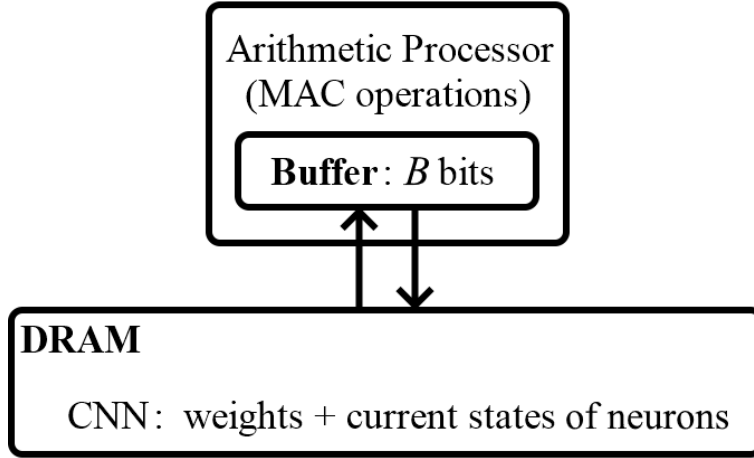 Arithmetic Processor
(MAC operations)
Buffer: B bits
DRAM
CNN: weights + current states of neurons